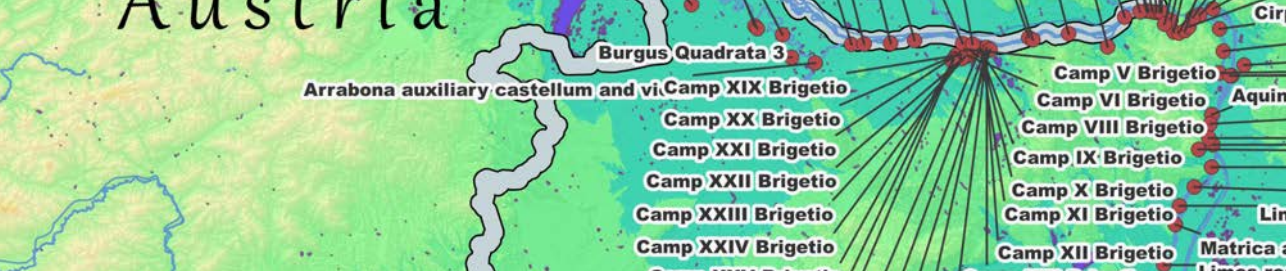 Austria
Cir
Burgus Quadrata 3
Camp V Brigetio
Arrabona auxiliary castellum and vic
Camp XIX Brigetio
Camp VI Brigetio
Aquin
Camp XX Brigetio
Camp VIII Brigetio
Camp XXI Brigetio
Camp IX Brigetio
Camp XXII Brigetio
Camp X Brigetio
Camp XXIII Brigetio
Camp XI Brigetio
Lin
Camp XXIV Brigetio
Camp XII Brigetio
Matrica a